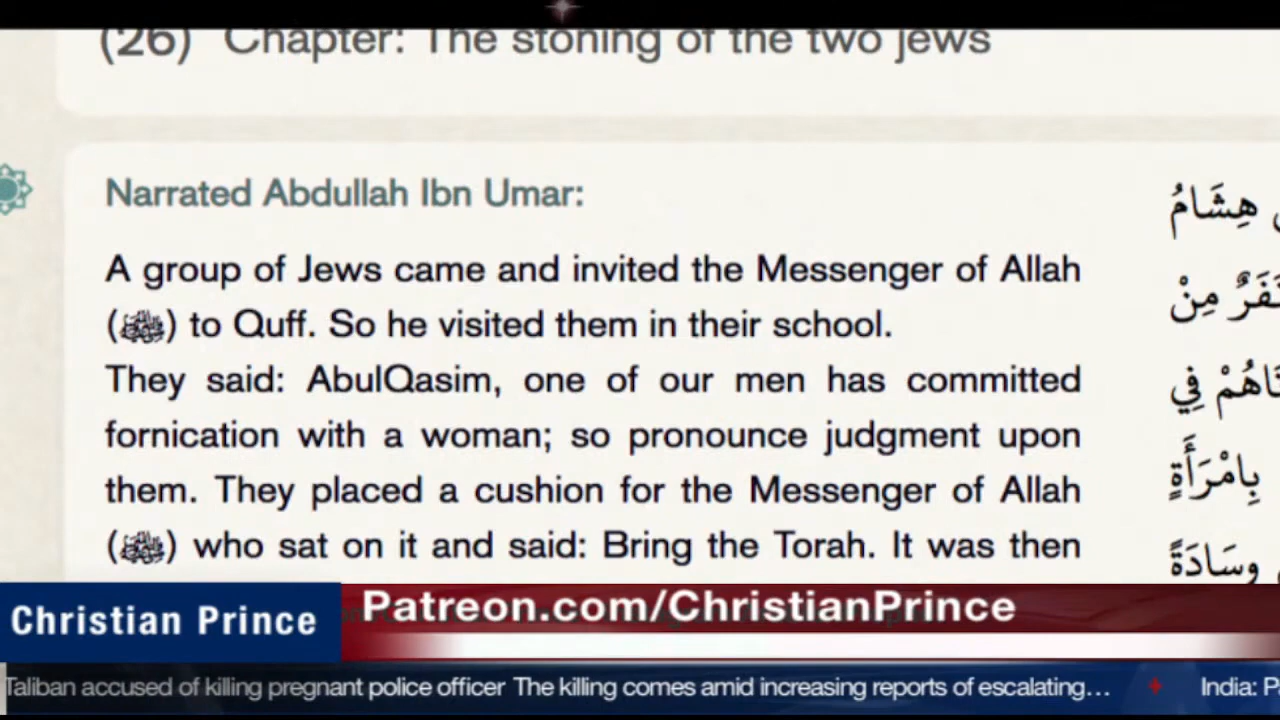 (26) Chapter: The stoning of the two jews
Narrated Abdullah Ibn Umar:
A group of Jews came and invited the Messenger of Allah
(ﷺ) to Quff. So he visited them in their school.
They said: AbulQasim, one of our men has committed
fornication with a woman; so pronounce judgment upon
them. They placed a cushion for the Messenger of Allah
(ﷺ) who sat on it and said: Bring the Torah. It was then
هِشَامُ
نَفَرٌ مِنْ
فِي
بِامْرَأَةٍ
وِسَادَةً
Christian Prince
Patreon.com/ChristianPrince
Taliban accused of killing pregnant police officer The killing comes amid increasing reports of escalating... India: